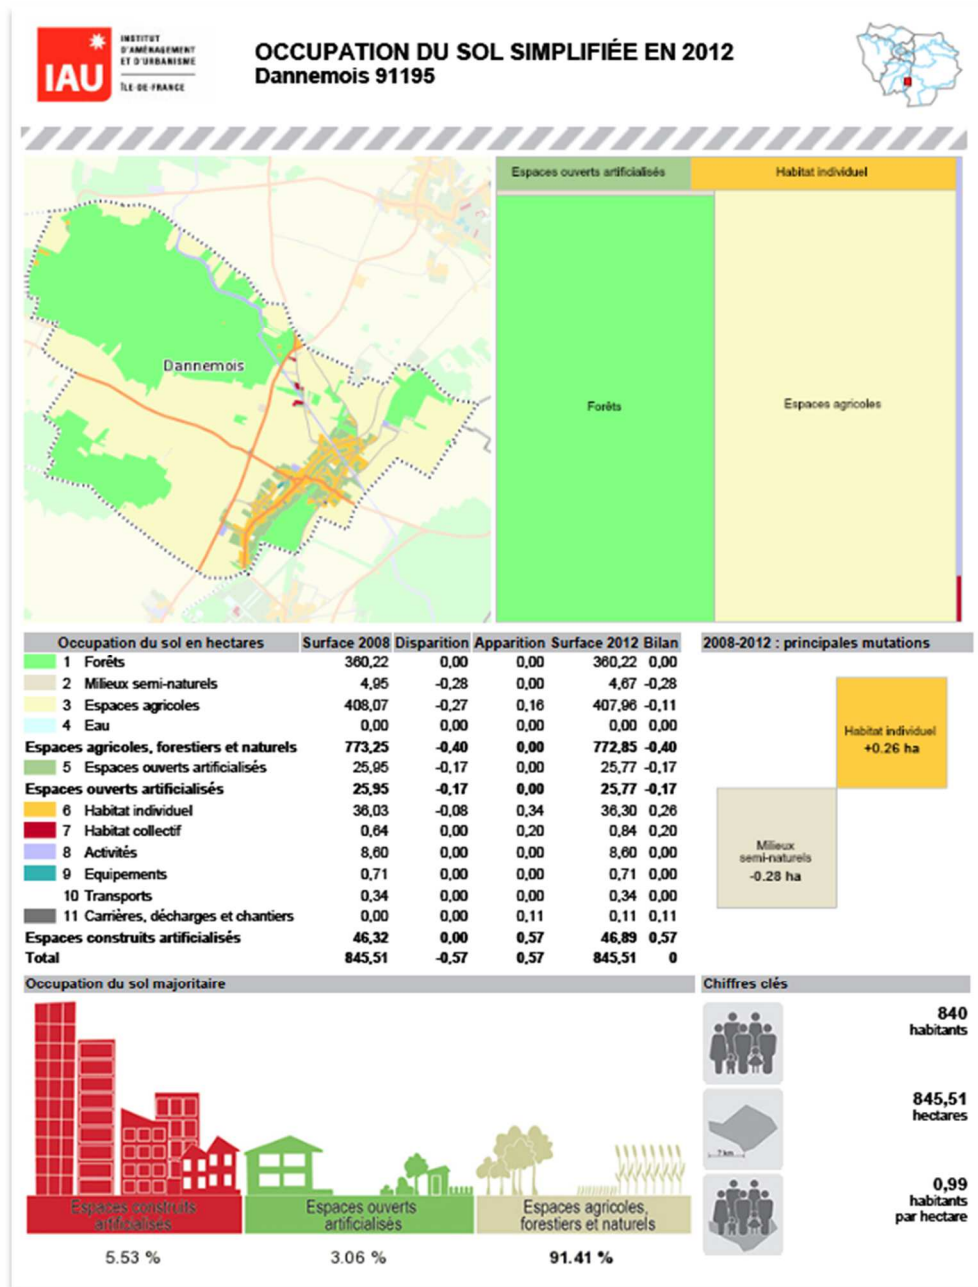 INSTITUT
D'AMÉNAGEMENT
ET D'URBANISME
IAU
ÎLE-DE-FRANCE
OCCUPATION DU SOL SIMPLIFIÉE EN 2012
Dannemois 91195
Dannemois
Espaces ouverts artificialisés
Habitat individuel
Forêts
Espaces agricoles
Occupation du sol en hectares Surface 2008 Disparition Apparition Surface 2012 Bilan
1 Forêts 360,22 0,00 0,00 360,22 0,00
2 Milieux semi-naturels 4,95 -0,28 0,00 4,67 -0,28
3 Espaces agricoles 408,07 -0,27 0,16 407,96 -0,11
4 Eau 0,00 0,00 0,00 0,00 0,00
Espaces agricoles, forestiers et naturels 773,25 -0,40 0,00 772,85 -0,40
5 Espaces ouverts artificialisés 25,95 -0,17 0,00 25,77 -0,17
Espaces ouverts artificialisés 25,95 -0,17 0,00 25,77 -0,17
6 Habitat individuel 36,03 -0,08 0,34 36,30 0,26
7 Habitat collectif 0,64 0,00 0,20 0,84 0,20
8 Activités 8,60 0,00 0,00 8,60 0,00
9 Equipements 0,71 0,00 0,00 0,71 0,00
10 Transports 0,34 0,00 0,00 0,34 0,00
11 Carrières, décharges et chantiers 0,00 0,00 0,11 0,11 0,11
Espaces construits artificialisés 46,32 0,00 0,57 46,89 0,57
Total 845,51 -0,57 0,57 845,51 0
2008-2012 : principales mutations
Habitat individuel
+0.26 ha
Milieux
semi-naturels
-0.28 ha
Occupation du sol majoritaire
Espaces construits
artificialisés
5.53 %
Espaces ouverts
artificialisés
3.06 %
Espaces agricoles,
forestiers et naturels
91.41 %
Chiffres clés
840
habitants
845,51
hectares
? km
0,99
habitants
par hectare